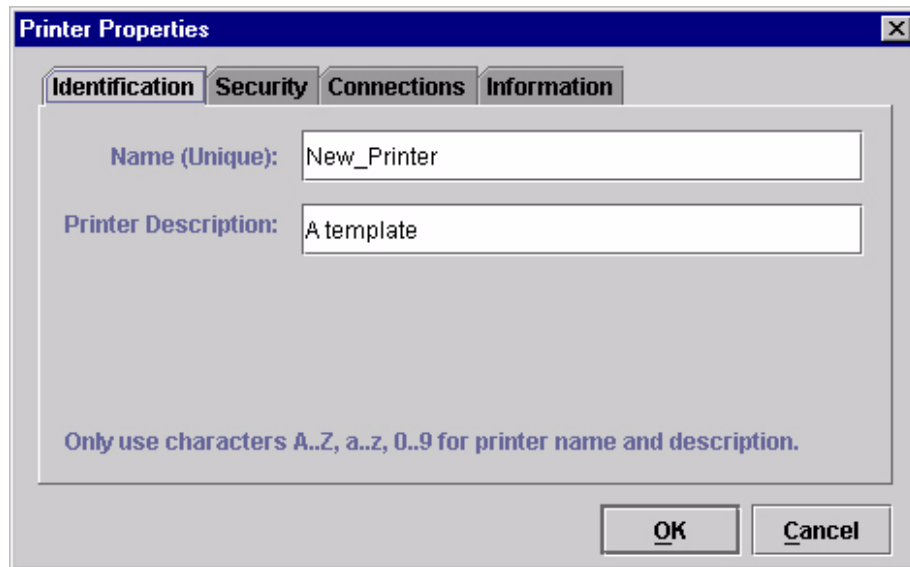 Printer Properties
Identification Security Connections Information
Name (Unique): New_Printer
Printer Description: A template
Only use characters A..Z, a..z, 0..9 for printer name and description.
OK Cancel